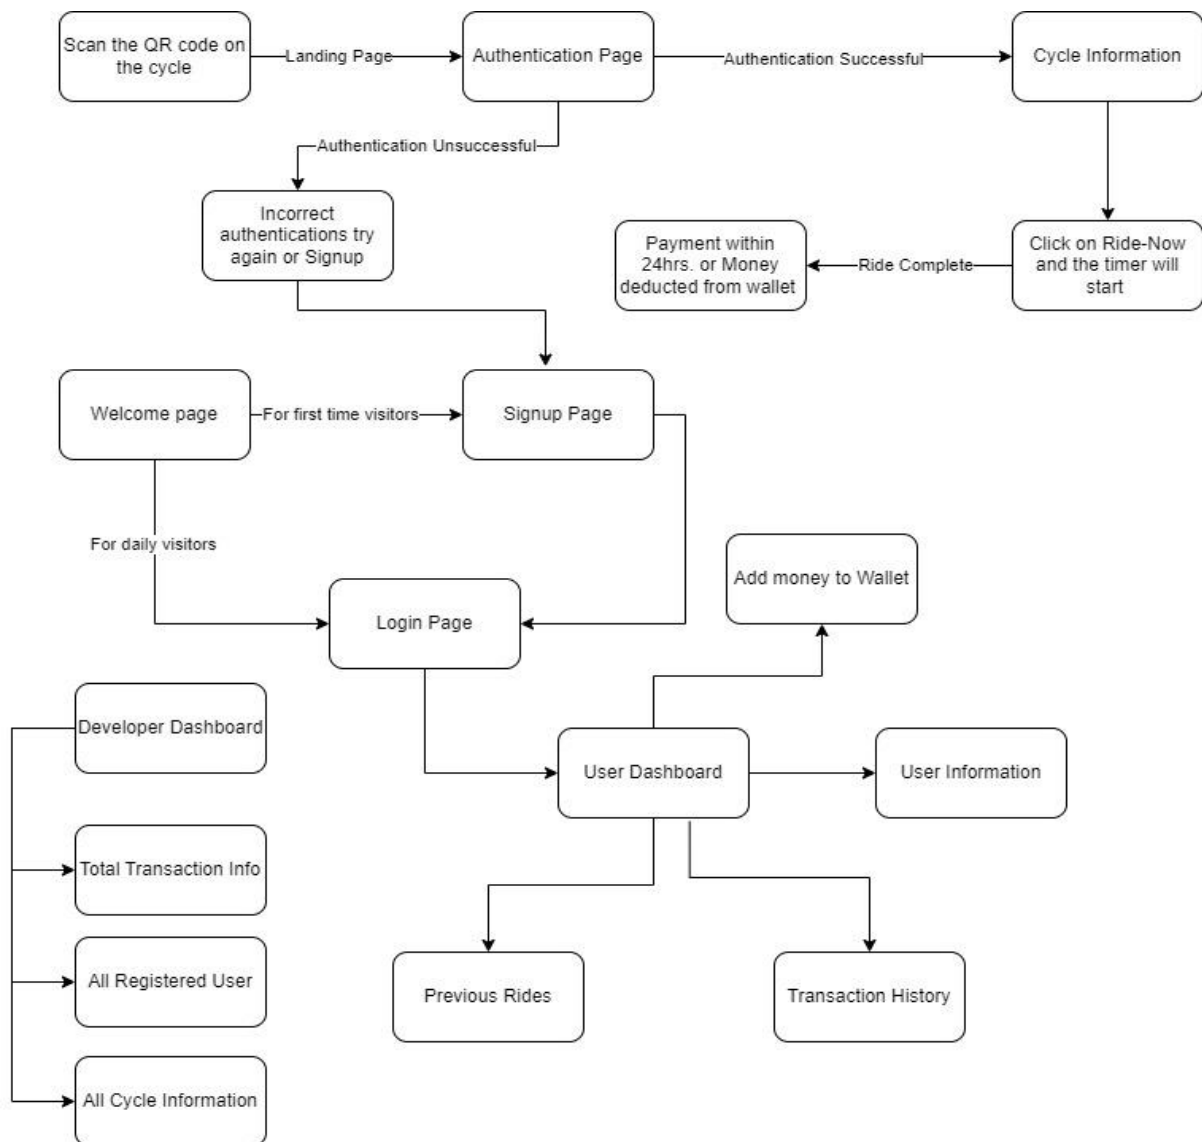 Scan the QR code on
the cycle
Landing Page
Authentication Page
Authentication Successful
Cycle Information
Authentication Unsuccessful
Incorrect
authentications try
again or Signup
Payment within
24hrs. or Money
deducted from wallet
Ride Complete
Click on Ride-Now
and the timer will
start
Welcome page
For first time visitors
Signup Page
For daily visitors
Add money to Wallet
Login Page
Developer Dashboard
User Dashboard
User Information
Total Transaction Info
All Registered User
Previous Rides
Transaction History
All Cycle Information